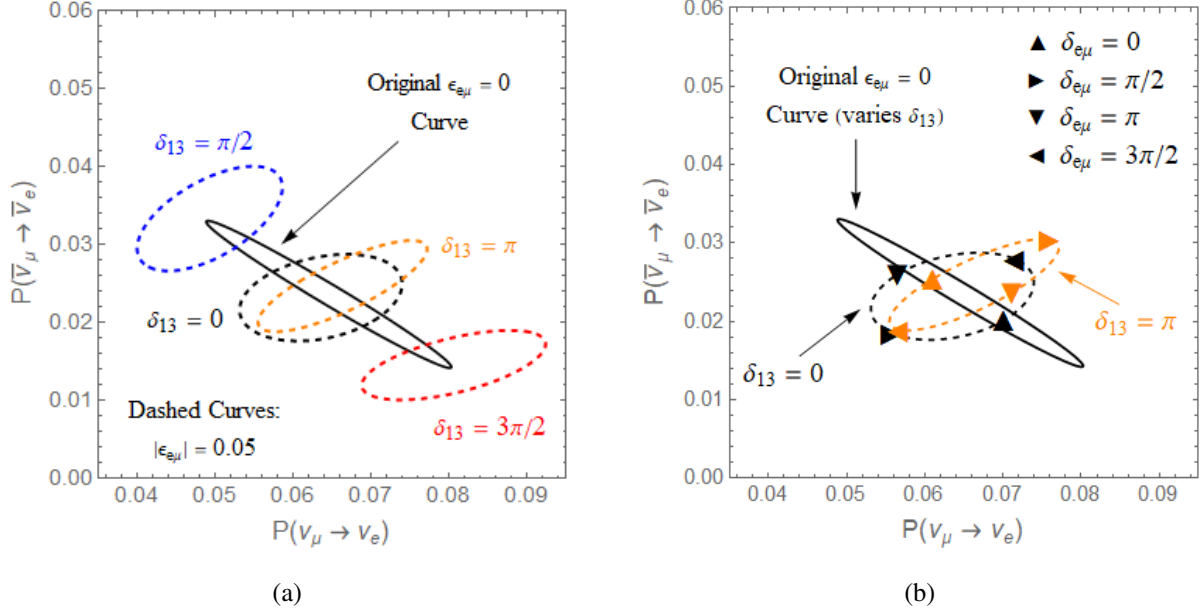 0.06
0.05
0.04
0.03
0.02
0.01
0.00
0.04 0.05 0.06 0.07 0.08 0.09
P(ν̅μ → ν̅e)
P(νμ → νe)
Original ϵeμ = 0
Curve
δ13 = π/2
δ13 = π
δ13 = 0
δ13 = 3π/2
Dashed Curves:
|ϵeμ| = 0.05
(a)
0.06
0.05
0.04
0.03
0.02
0.01
0.00
0.04 0.05 0.06 0.07 0.08 0.09
P(ν̅μ → ν̅e)
P(νμ → νe)
Original ϵeμ = 0
Curve (varies δ13)
▲ δeμ = 0
► δeμ = π/2
▼ δeμ = π
◄ δeμ = 3π/2
δ13 = π
δ13 = 0
(b)